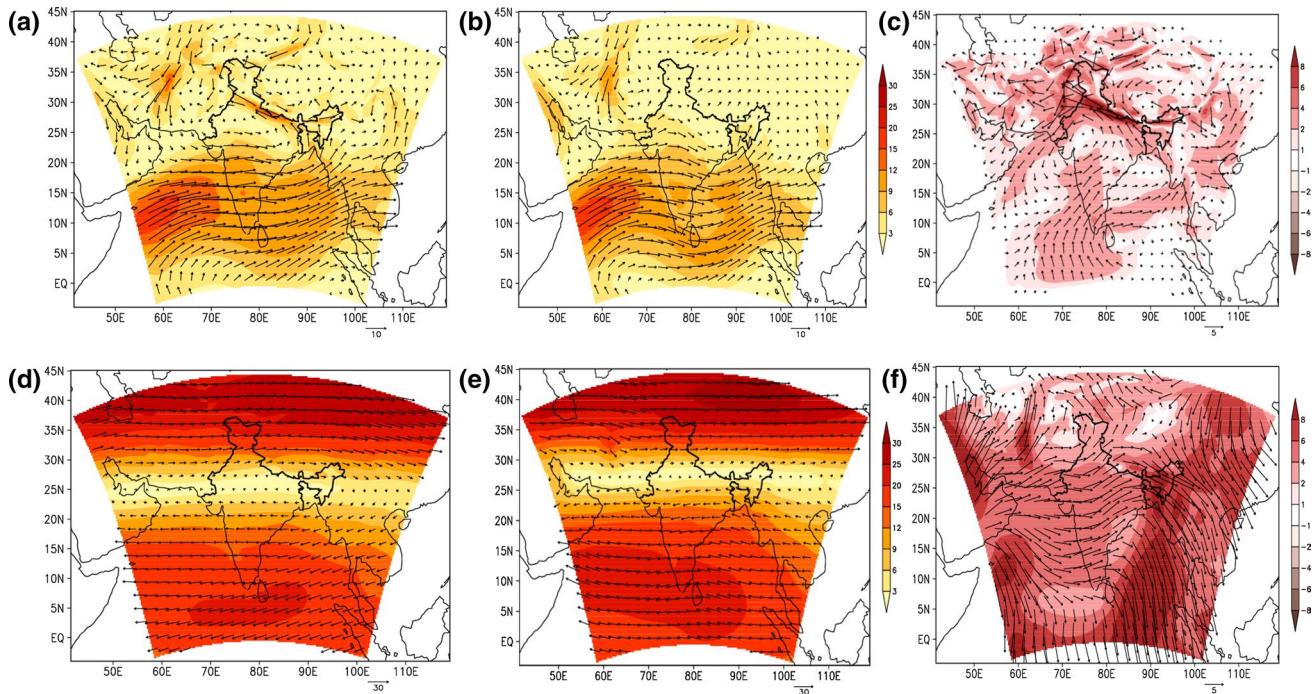 (a)
45N
40N
35N
30N
25N
20N
15N
10N
5N
EQ
50E 60E 70E 80E 90E 100E 110E
10
(b)
45N
40N
35N
30N
25N
20N
15N
10N
5N
EQ
50E 60E 70E 80E 90E 100E 110E
10
30
25
20
15
12
9
6
3
(c)
45N
40N
35N
30N
25N
20N
15N
10N
5N
EQ
50E 60E 70E 80E 90E 100E 110E
5
8
6
4
2
1
-1
-2
-4
-6
-8
(d)
45N
40N
35N
30N
25N
20N
15N
10N
5N
EQ
50E 60E 70E 80E 90E 100E 110E
30
(e)
45N
40N
35N
30N
25N
20N
15N
10N
5N
EQ
50E 60E 70E 80E 90E 100E 110E
30
30
25
20
15
12
9
6
3
(f)
45N
40N
35N
30N
25N
20N
15N
10N
5N
EQ
50E 60E 70E 80E 90E 100E 110E
5
8
6
4
2
1
-1
-2
-4
-6
-8